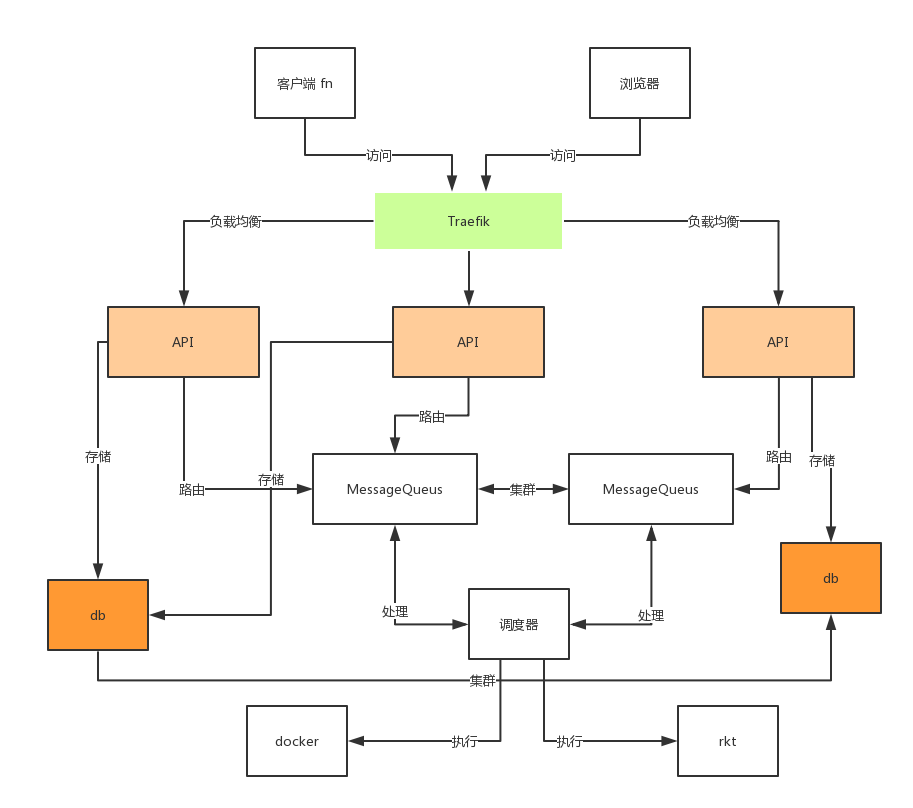 客户端 fn
浏览器
访问
访问
Traefik
负载均衡
负载均衡
API
API
API
路由
存储
路由
存储
存储
路由
MessageQueus
集群
MessageQueus
db
db
处理
调度器
处理
集群
docker
执行
执行
rkt